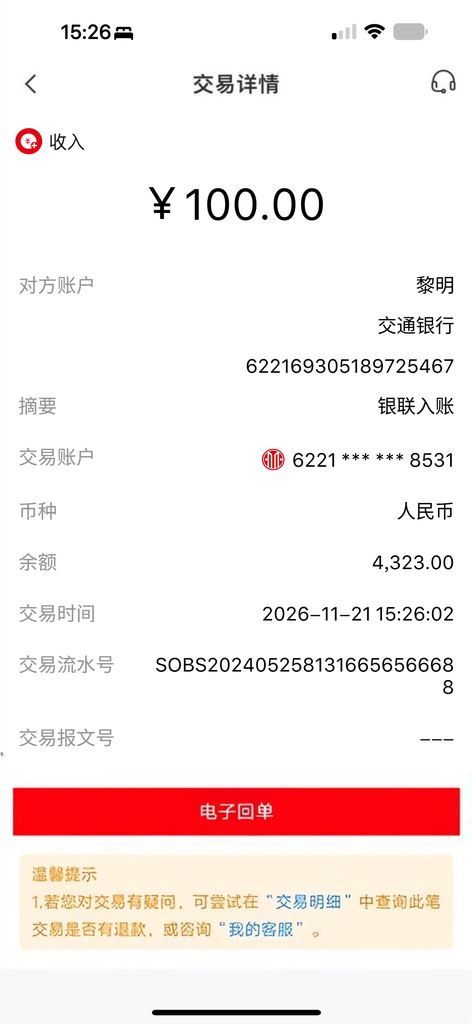 15:26
交易详情
收入
¥100.00
对方账户 黎明
交通银行
622169305189725467
摘要 银联入账
交易账户 6221 *** *** 8531
币种 人民币
余额 4,323.00
交易时间 2026-11-21 15:26:02
交易流水号 SOBS202405258131665656668
8
交易报文号 ---
s
电子回单
温馨提示
1,若您对交易有疑问，可尝试在“交易明细”中查询此笔
交易是否有退款，或咨询“我的客服”。